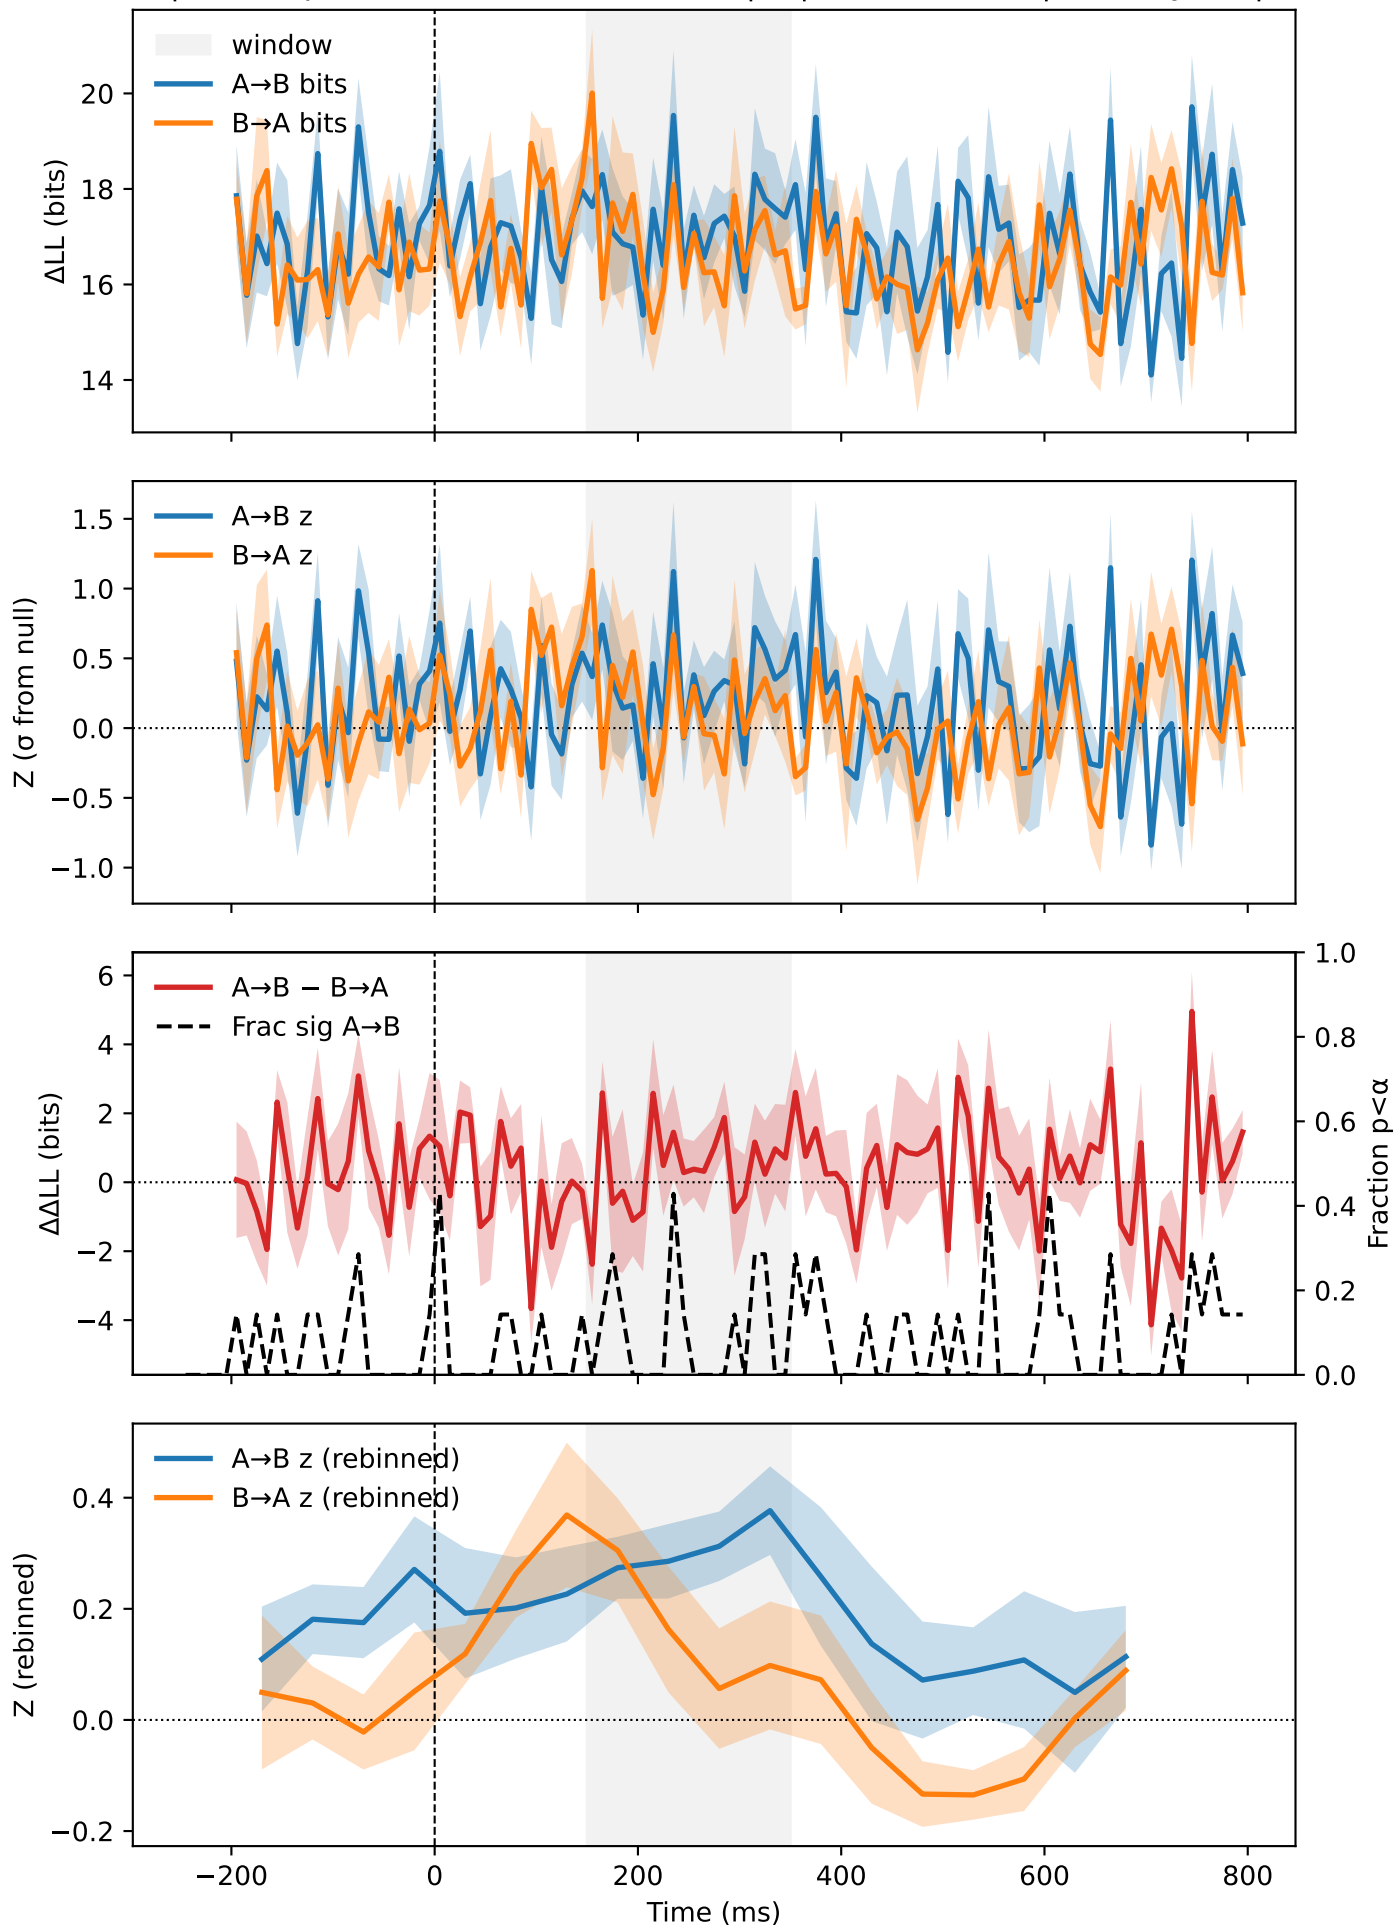 window
A→B bits
B→A bits
ΔLL (bits)
20
18
16
14
A→B z
B→A z
Z (σ from null)
1.5
1.0
0.5
0.0
−0.5
−1.0
A→B − B→A
Frac sig A→B
ΔΔLL (bits)
6
4
2
0
−2
−4
1.0
0.8
0.6
0.4
0.2
0.0
Fraction p<α
A→B z (rebinned)
B→A z (rebinned)
Z (rebinned)
0.4
0.2
0.0
−0.2
−200
0
200
400
600
800
Time (ms)